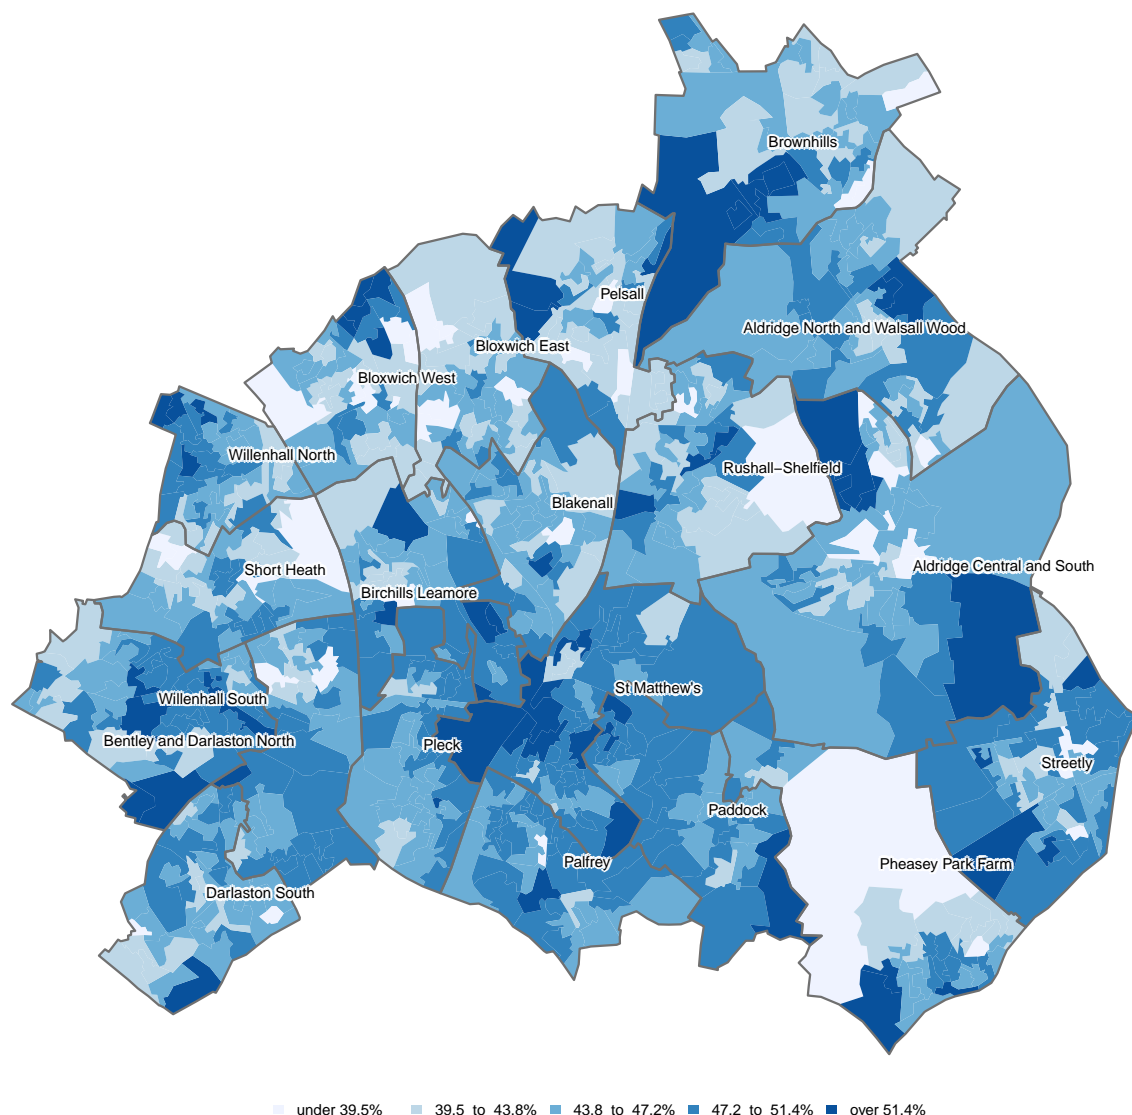 Brownhills
Pelsall
Aldridge North and Walsall Wood
Bloxwich East
Bloxwich West
Willenhall North
Rushall−Shelfield
Blakenall
Short Heath
Aldridge Central and South
Birchills Leamore
St Matthew's
Willenhall South
Bentley and Darlaston North
Pleck
Streetly
Paddock
Palfrey
Pheasey Park Farm
Darlaston South
under 39.5% 39.5 to 43.8% 43.8 to 47.2% 47.2 to 51.4% over 51.4%